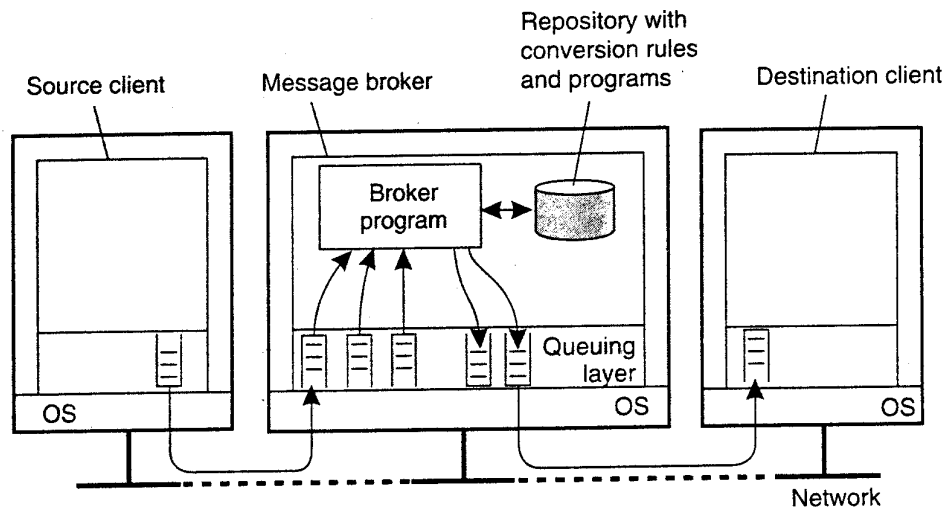 Repository with
conversion rules
and programs
Source client
Message broker
Destination client
Broker
program
Queuing
layer
OS
OS
OS
Network